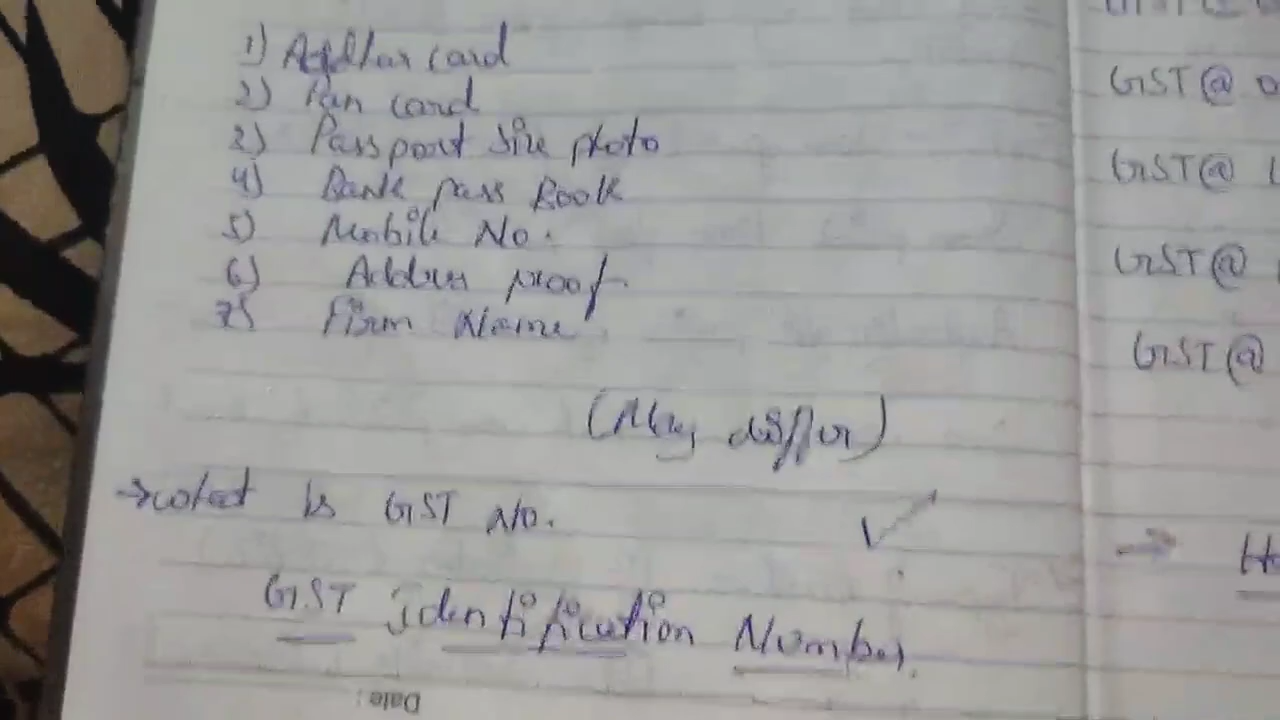 1) Adhar card
2) Pan card
3) Passport Size photo
4) Bank pass Book
5) Mobile No.
6) Address proof
7) Firm Name
(May differ)
→ what is GST No.
GST identification Number.
Date:
GST@
GST@
GST@
GST@
→